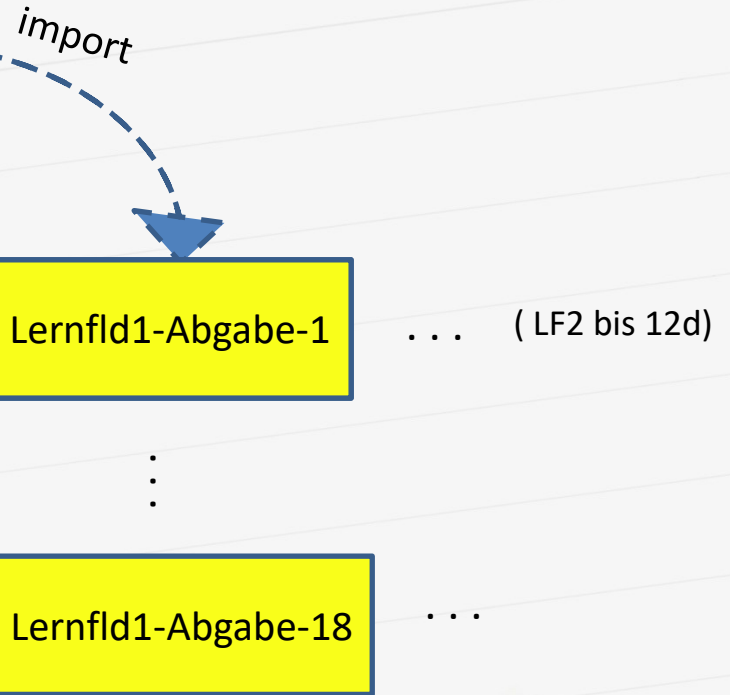 import
Lernfld1-Abgabe-1 . . . ( LF2 bis 12d)
.
.
.
Lernfld1-Abgabe-18 . . .